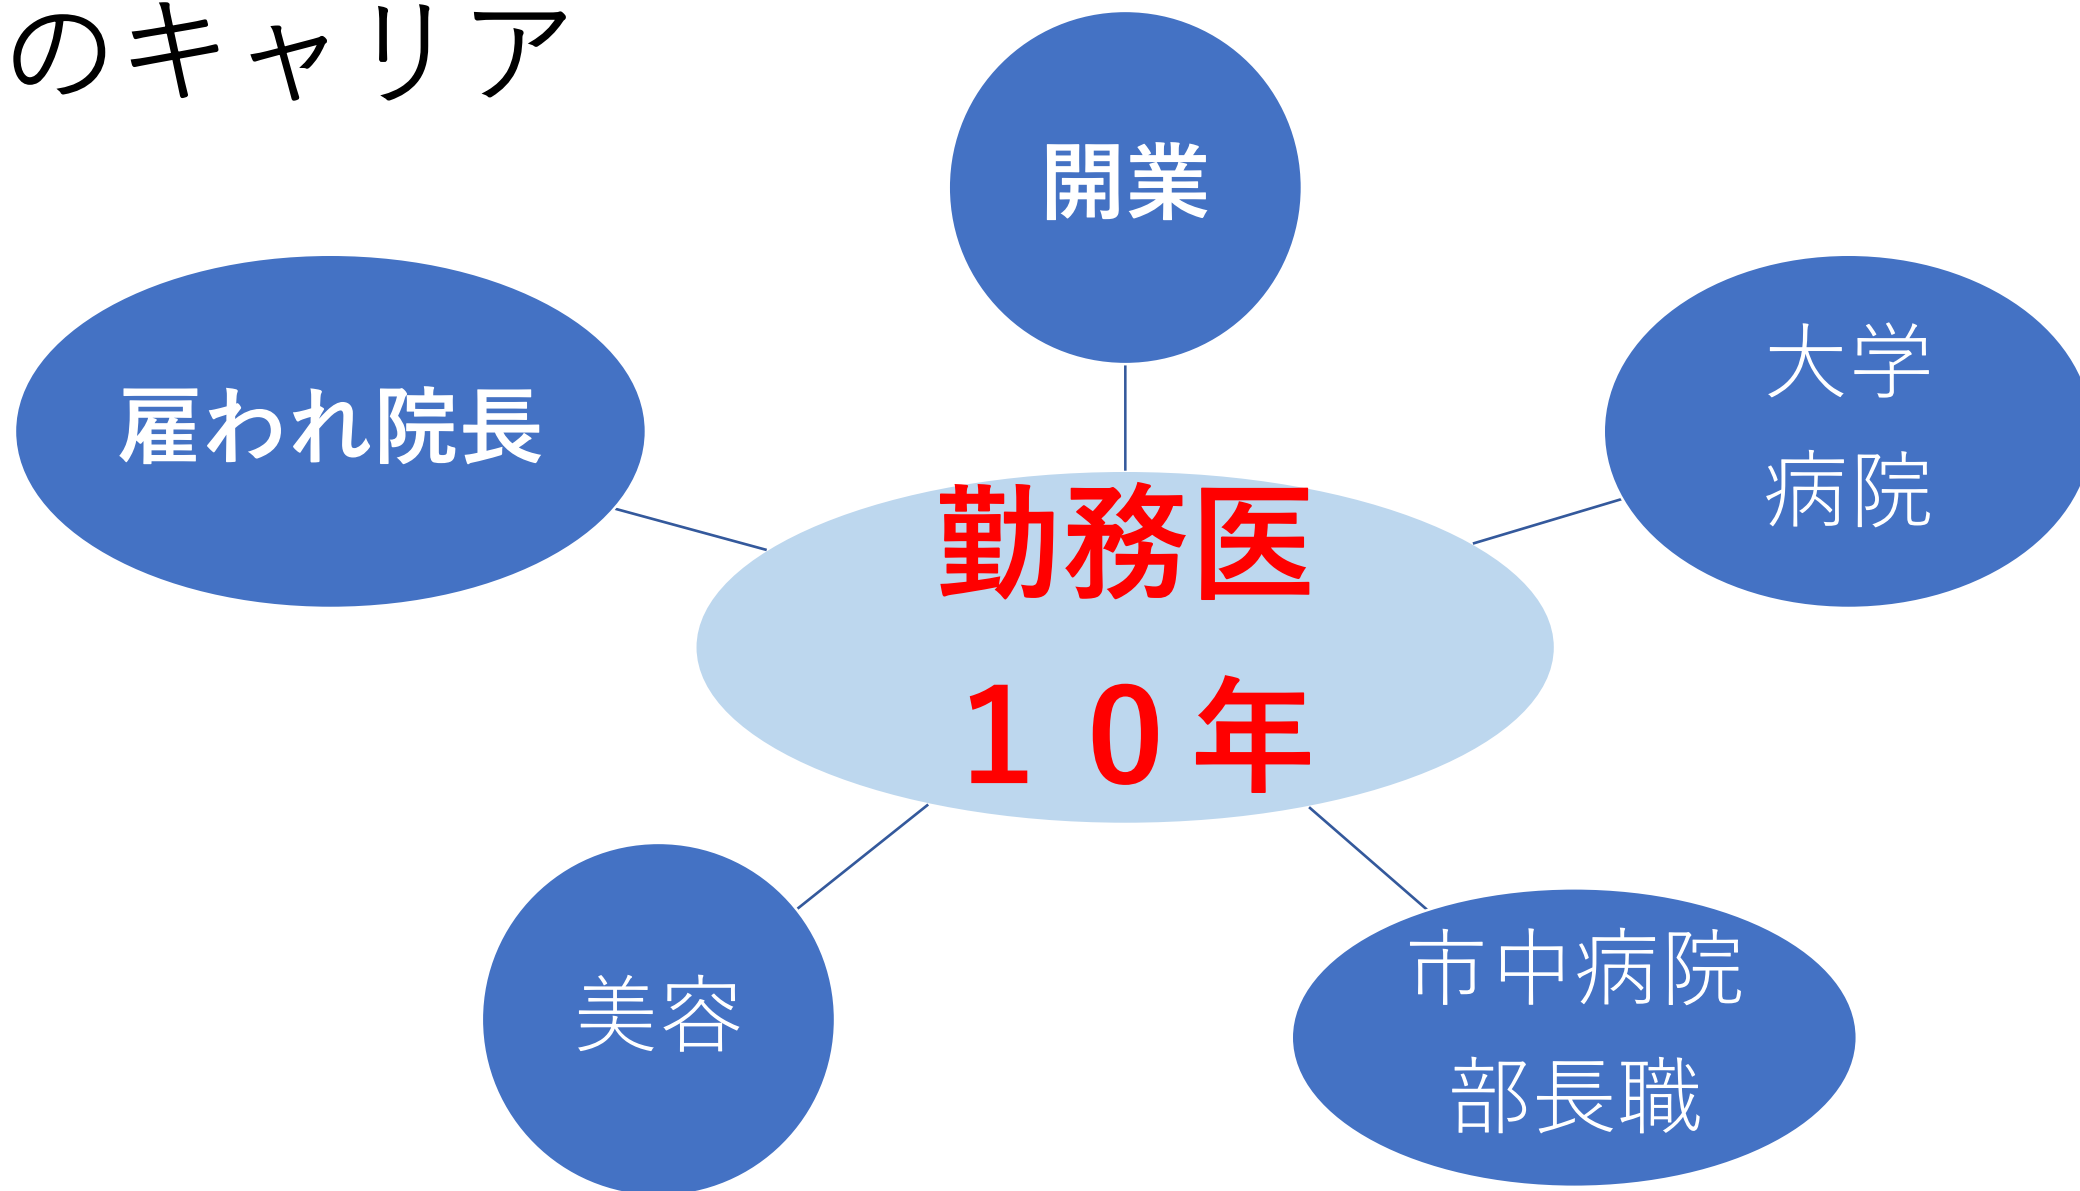 のキャリア
開業
雇われ院長
大学
病院
勤務医
１０年
美容
市中病院
部長職